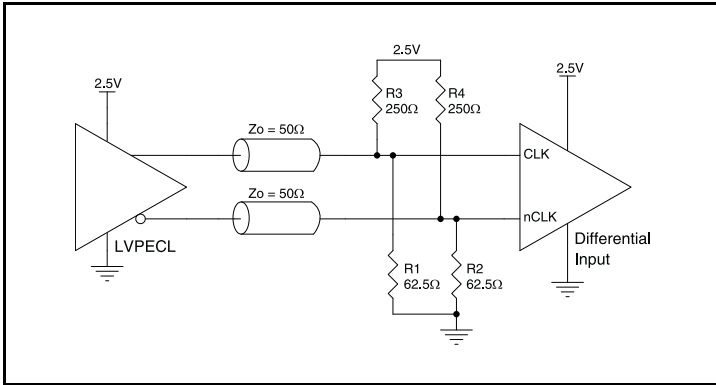 2.5V
2.5V
2.5V
R3
250Ω
R4
250Ω
Zo = 50Ω
CLK
Zo = 50Ω
nCLK
LVPECL
Differential
Input
R1
62.5Ω
R2
62.5Ω